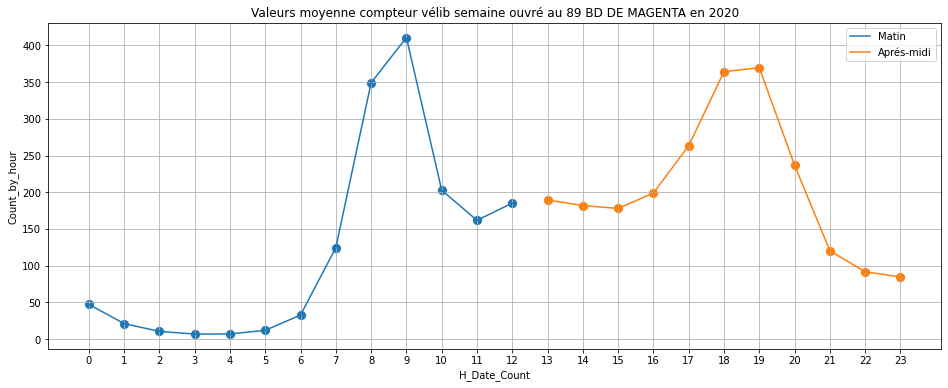 Valeurs moyenne compteur vélib semaine ouvré au 89 BD DE MAGENTA en 2020
Matin
Aprés-midi
400
350
300
250
200
150
100
50
0
Count_by_hour
0 1 2 3 4 5 6 7 8 9 10 11 12 13 14 15 16 17 18 19 20 21 22 23
H_Date_Count